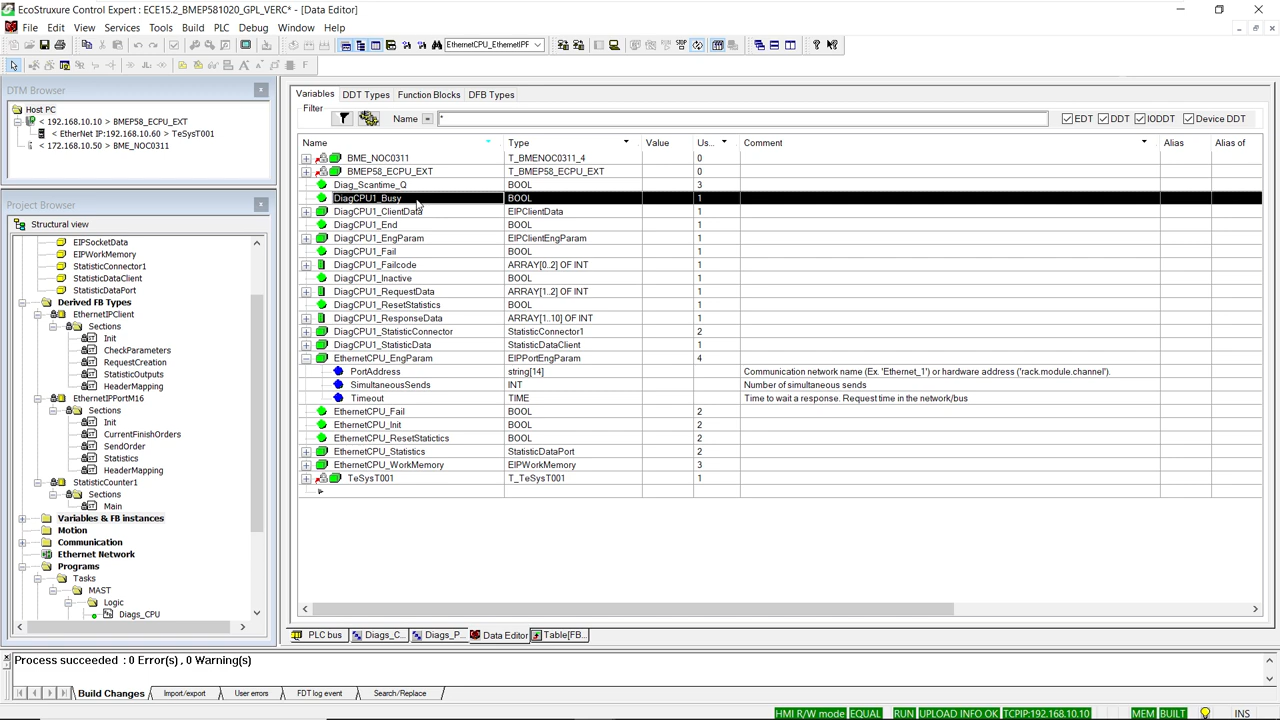 EcoStruxure Control Expert : ECE15.2_BMEP581020_GPL_VERC* - [Data Editor]
File Edit View Services Tools Build PLC Debug Window Help
EthernetCPU_EthernetIPF
DTM Browser
Host PC
< 192.168.10.10 > BMEP58_ECPU_EXT
< EtherNet IP:192.168.10.60 > TeSysT001
< 172.168.10.50 > BME_NOC0311
Project Browser
Structural view
EIPSocketData
EIPWorkMemory
StatisticConnector1
StatisticDataClient
StatisticDataPort
Derived FB Types
EthernetIPClient
Sections
Init
CheckParameters
RequestCreation
StatisticOutputs
HeaderMapping
EthernetIPPortM16
Sections
Init
CurrentFinishOrders
SendOrder
Statistics
HeaderMapping
StatisticCounter1
Sections
Main
Variables & FB instances
Motion
Communication
Ethernet Network
Programs
Tasks
MAST
Logic
Diags_CPU
Variables DDT Types Function Blocks DFB Types
Filter
Name = * EDT DDT IODDT Device DDT
Name Type Value Us... Comment Alias Alias of
BME_NOC0311 T_BMENOC0311_4 0
BMEP58_ECPU_EXT T_BMEP58_ECPU_EXT 0
Diag_Scantime_Q BOOL 3
DiagCPU1_Busy BOOL 1
DiagCPU1_ClientData EIPClientData 1
DiagCPU1_End BOOL 1
DiagCPU1_EngParam EIPClientEngParam 1
DiagCPU1_Fail BOOL 1
DiagCPU1_Failcode ARRAY[0..2] OF INT 1
DiagCPU1_Inactive BOOL 1
DiagCPU1_RequestData ARRAY[1..2] OF INT 1
DiagCPU1_ResetStatistics BOOL 1
DiagCPU1_ResponseData ARRAY[1..10] OF INT 1
DiagCPU1_StatisticConnector StatisticConnector1 2
DiagCPU1_StatisticData StatisticDataClient 1
EthernetCPU_EngParam EIPPortEngParam 4
PortAddress string[14] Communication network name (Ex. 'Ethernet_1') or hardware address ('rack.module.channel').
SimultaneousSends INT Number of simultaneous sends
Timeout TIME Time to wait a response. Request time in the network/bus
EthernetCPU_Fail BOOL 2
EthernetCPU_Init BOOL 2
EthernetCPU_ResetStatictics BOOL 2
EthernetCPU_Statistics StatisticDataPort 2
EthernetCPU_WorkMemory EIPWorkMemory 3
TeSysT001 T_TeSysT001 1
PLC bus Diags_C... Diags_P... Data Editor Table[FB...
Process succeeded : 0 Error(s) , 0 Warning(s)
Build Changes Import/export User errors FDT log event Search/Replace
HMI R/W mode EQUAL RUN UPLOAD INFO OK TCPIP:192.168.10.10 MEM BUILT INS